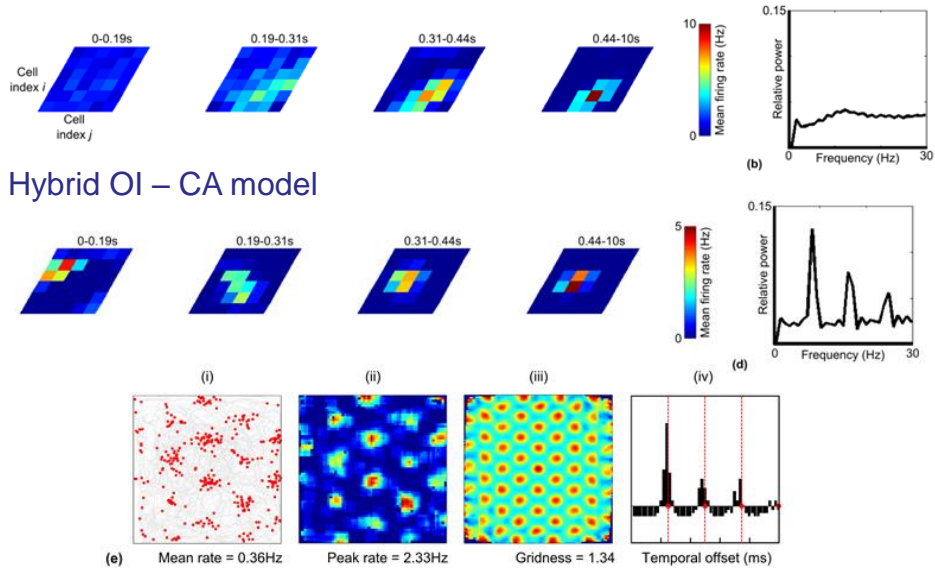 0-0.19s 0.19-0.31s 0.31-0.44s 0.44-10s
Cell
index i
Cell
index j
10
0
Mean firing rate (Hz)
0.15
Relative power
0 30
Frequency (Hz)
(b)
Hybrid OI – CA model
0-0.19s 0.19-0.31s 0.31-0.44s 0.44-10s
5
0
Mean firing rate (Hz)
0.15
Relative power
0 30
Frequency (Hz)
(d)
(i) (ii) (iii) (iv)
(e) Mean rate = 0.36Hz Peak rate = 2.33Hz Gridness = 1.34 Temporal offset (ms)